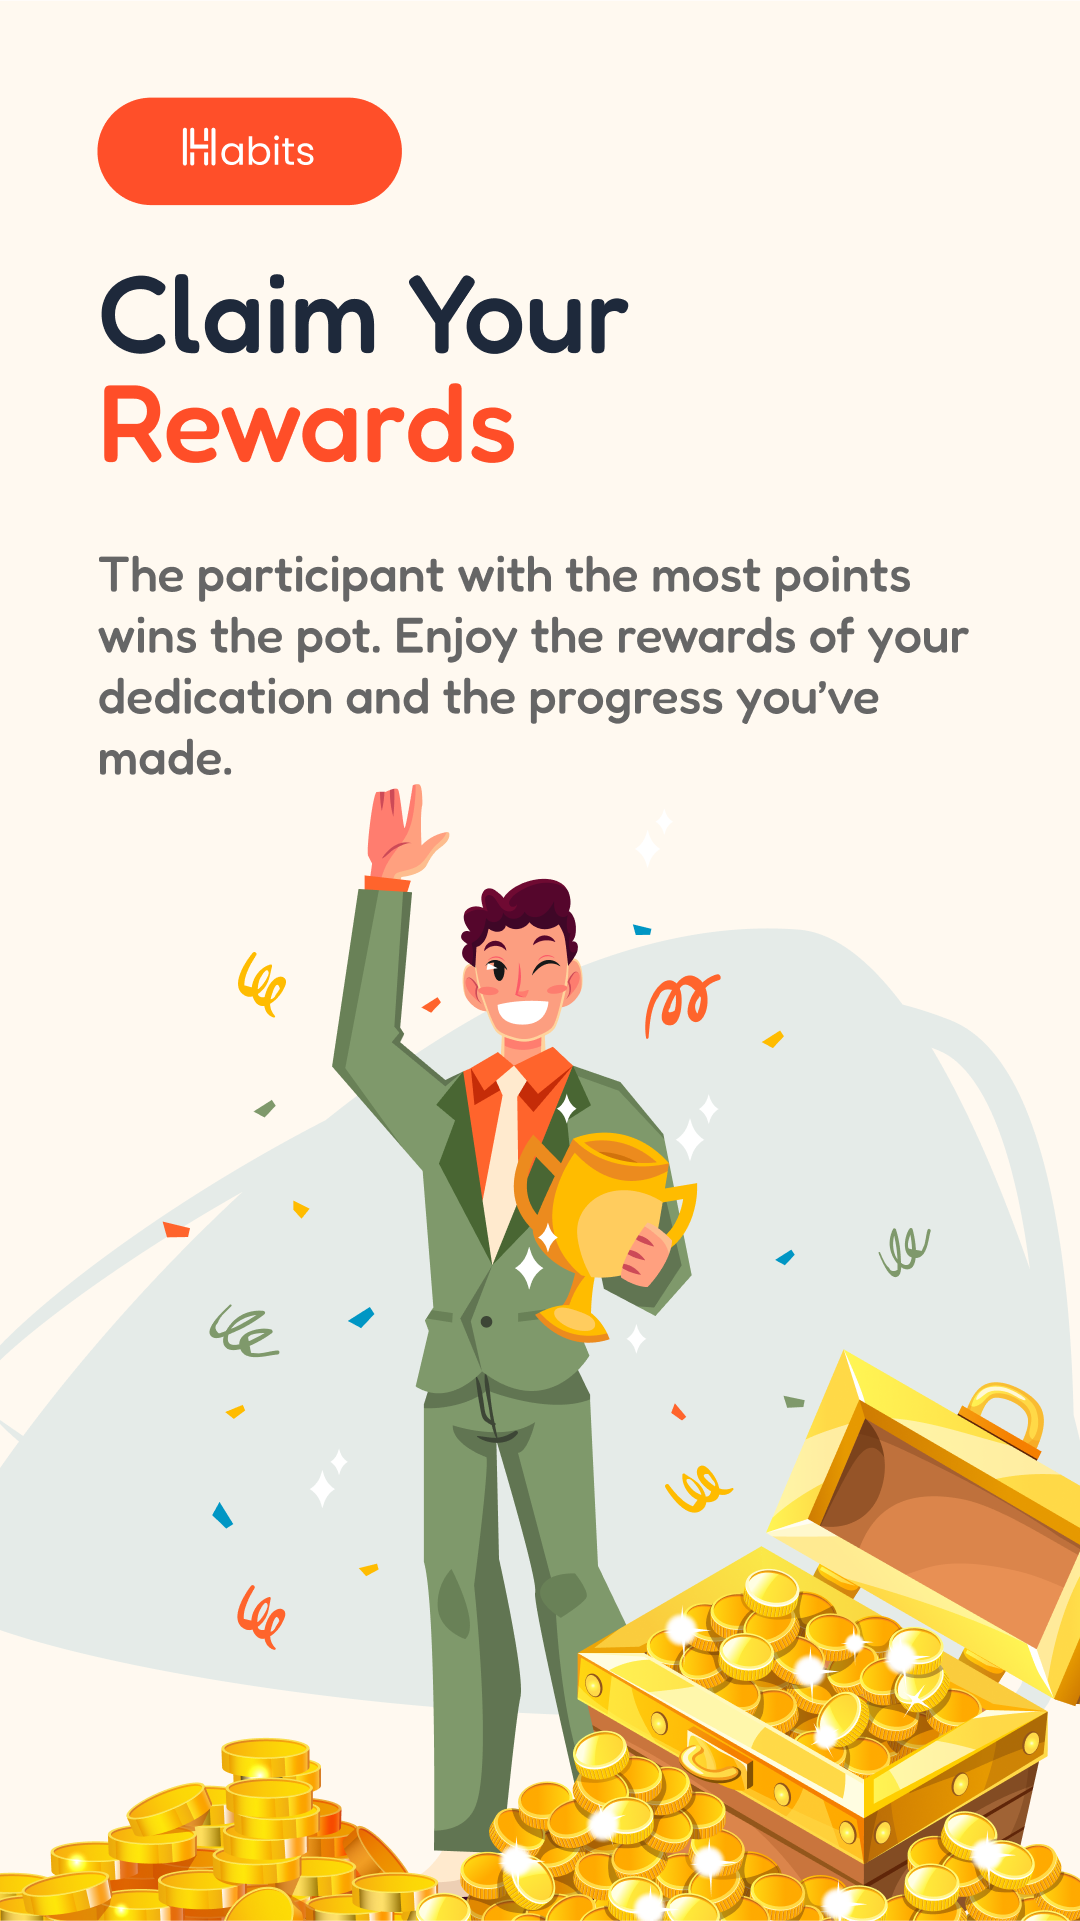 Habits
Claim Your
Rewards
The participant with the most points
wins the pot. Enjoy the rewards of your
dedication and the progress you’ve
made.